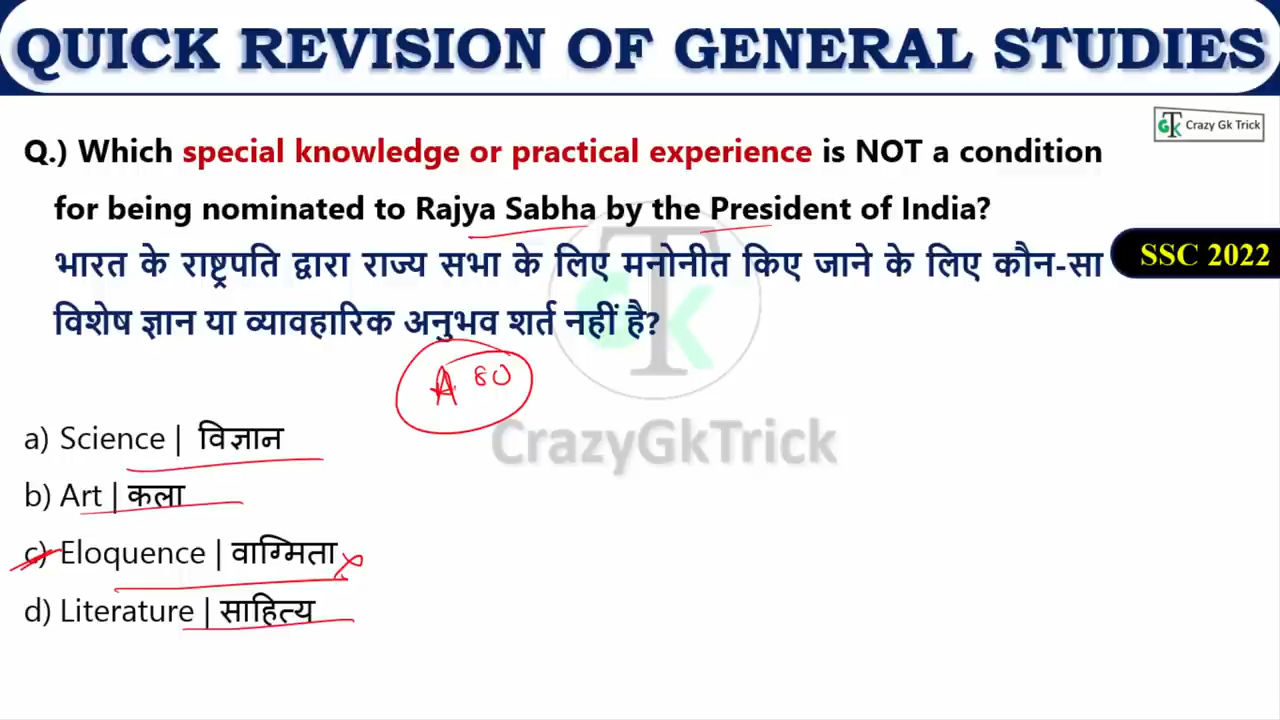 QUICK REVISION OF GENERAL STUDIES
GTK Crazy Gk Trick
Q.) Which special knowledge or practical experience is NOT a condition
for being nominated to Rajya Sabha by the President of India?
भारत के राष्ट्रपति द्वारा राज्य सभा के लिए मनोनीत किए जाने के लिए कौन-सा
SSC 2022
विशेष ज्ञान या व्यावहारिक अनुभव शर्त नहीं है?
A 80
a) Science | विज्ञान
CrazyGkTrick
b) Art | कला
c) Eloquence | वाग्मिता
d) Literature | साहित्य